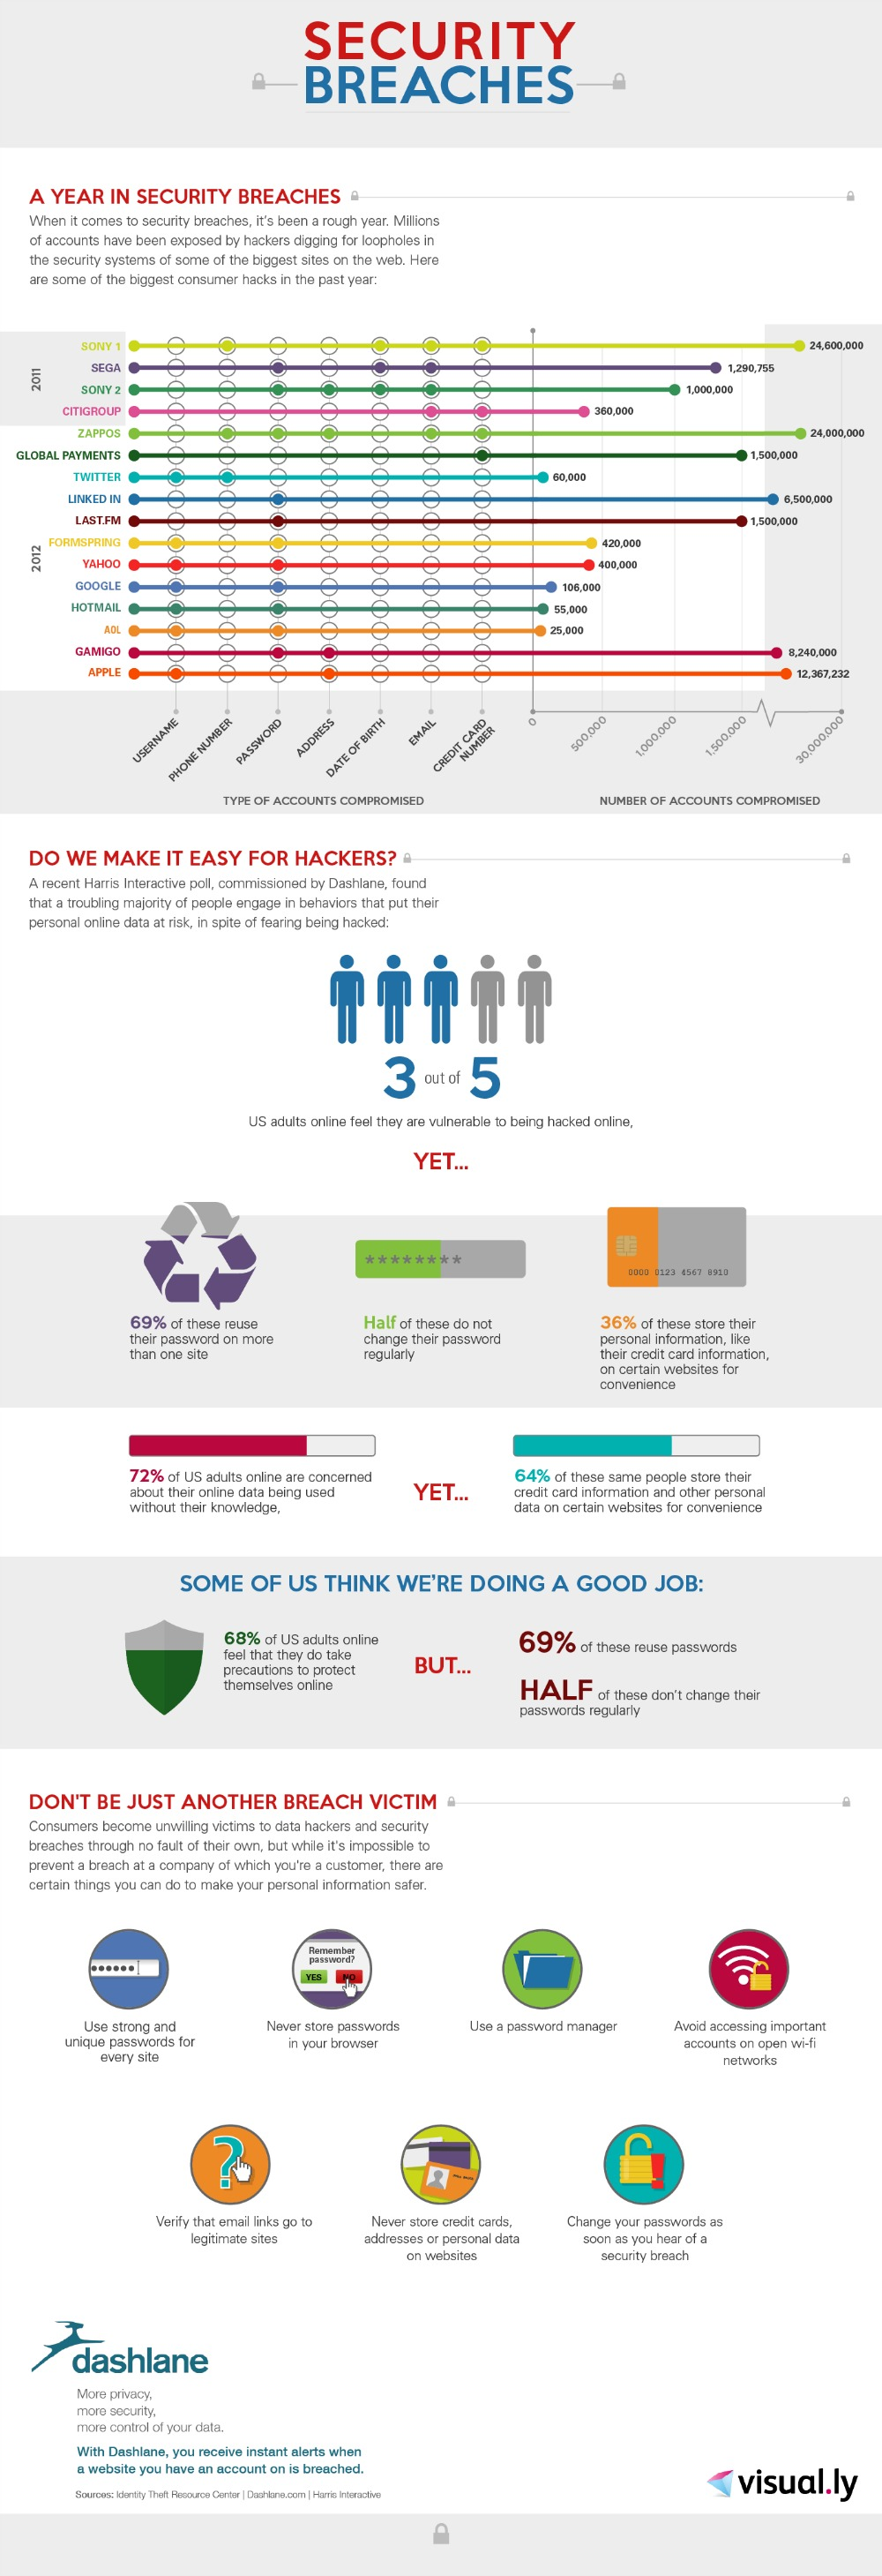 SECURITY
BREACHES
A YEAR IN SECURITY BREACHES
When it comes to security breaches, it's been a rough year. Millions
of accounts have been exposed by hackers digging for loopholes in
the security systems of some of the biggest sites on the web. Here
are some of the biggest consumer hacks in the past year:
2011
SONY 1 24,600,000
SEGA 1,290,755
SONY 2 1,000,000
CITIGROUP 360,000
2012
ZAPPOS 24,000,000
GLOBAL PAYMENTS 1,500,000
TWITTER 60,000
LINKED IN 6,500,000
LAST.FM 1,500,000
FORMSPRING 420,000
YAHOO 400,000
GOOGLE 106,000
HOTMAIL 55,000
AOL 25,000
GAMIGO 8,240,000
APPLE 12,367,232
USERNAME
PHONE NUMBER
PASSWORD
ADDRESS
DATE OF BIRTH
EMAIL
CREDIT CARD
NUMBER
0
500,000
1,000,000
1,500,000
30,000,000
TYPE OF ACCOUNTS COMPROMISED
NUMBER OF ACCOUNTS COMPROMISED
DO WE MAKE IT EASY FOR HACKERS?
A recent Harris Interactive poll, commissioned by Dashlane, found
that a troubling majority of people engage in behaviors that put their
personal online data at risk, in spite of fearing being hacked:
3 out of 5
US adults online feel they are vulnerable to being hacked online,
YET...
********
0000 0123 4567 8910
69% of these reuse
their password on more
than one site
Half of these do not
change their password
regularly
36% of these store their
personal information, like
their credit card information,
on certain websites for
convenience
72% of US adults online are concerned
about their online data being used
without their knowledge,
YET...
64% of these same people store their
credit card information and other personal
data on certain websites for convenience
SOME OF US THINK WE'RE DOING A GOOD JOB:
68% of US adults online
feel that they do take
precautions to protect
themselves online
BUT...
69% of these reuse passwords
HALF of these don't change their
passwords regularly
DON'T BE JUST ANOTHER BREACH VICTIM
Consumers become unwilling victims to data hackers and security
breaches through no fault of their own, but while it's impossible to
prevent a breach at a company of which you're a customer, there are
certain things you can do to make your personal information safer.
Use strong and
unique passwords for
every site
Remember
password?
YES NO
Never store passwords
in your browser
Use a password manager
Avoid accessing important
accounts on open wi-fi
networks
Verify that email links go to
legitimate sites
Never store credit cards,
addresses or personal data
on websites
Change your passwords as
soon as you hear of a
security breach
dashlane
More privacy,
more security,
more control of your data.
With Dashlane, you receive instant alerts when
a website you have an account on is breached.
Sources: Identity Theft Resource Center | Dashlane.com | Harris Interactive
visual.ly